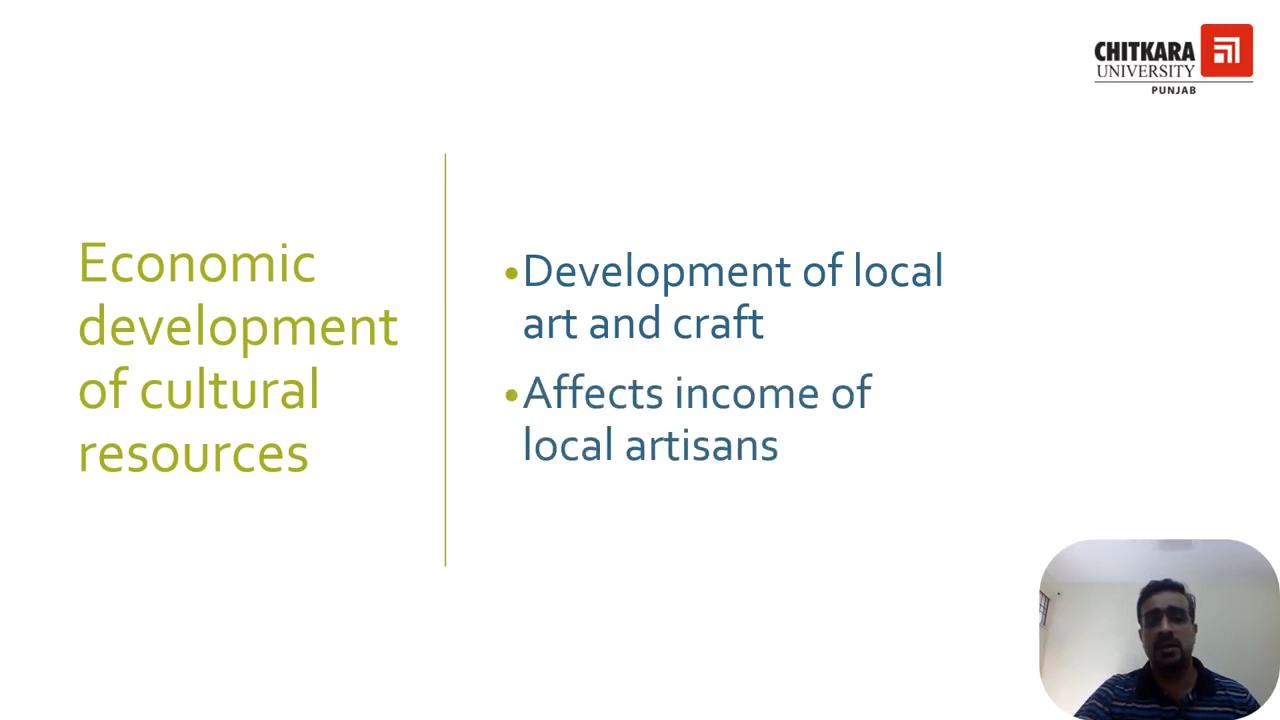 CHITKARA
UNIVERSITY
PUNJAB
Economic
development
of cultural
resources
•Development of local
art and craft
•Affects income of
local artisans